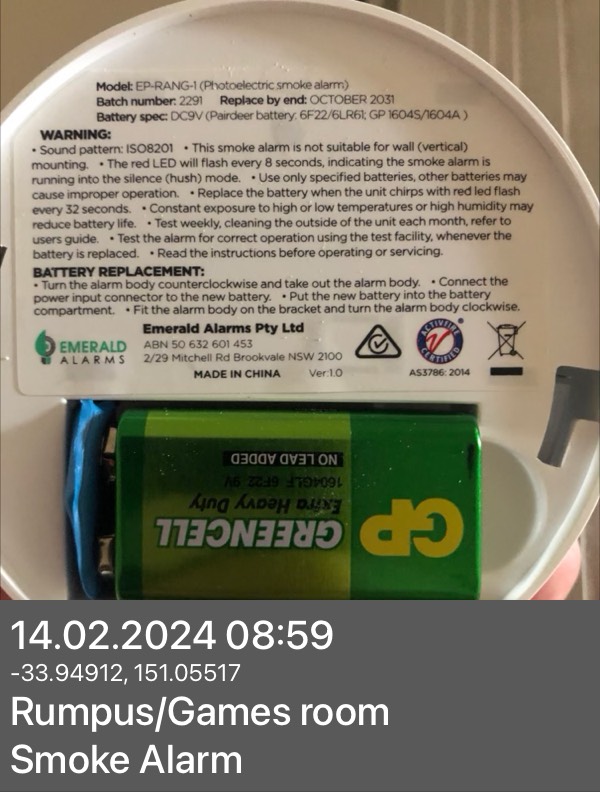 Model: EP-RANG-1 (Photoelectric smoke alarm)
Batch number: 2291 Replace by end: OCTOBER 2031
Battery spec: DC9V (Pairdeer battery: 6F22/6LR61; GP 1604S/1604A )
WARNING:
• Sound pattern: ISO8201 • This smoke alarm is not suitable for wall (vertical)
mounting. • The red LED will flash every 8 seconds, indicating the smoke alarm is
running into the silence (hush) mode. • Use only specified batteries, other batteries may
cause improper operation. • Replace the battery when the unit chirps with red led flash
every 32 seconds. • Constant exposure to high or low temperatures or high humidity may
reduce battery life. • Test weekly, cleaning the outside of the unit each month, refer to
users guide. • Test the alarm for correct operation using the test facility, whenever the
battery is replaced. • Read the instructions before operating or servicing.
BATTERY REPLACEMENT:
• Turn the alarm body counterclockwise and take out the alarm body. • Connect the
power input connector to the new battery. • Put the new battery into the battery
compartment. • Fit the alarm body on the bracket and turn the alarm body clockwise.
EMERALD
ALARMS
Emerald Alarms Pty Ltd
ABN 50 632 601 453
2/29 Mitchell Rd Brookvale NSW 2100
MADE IN CHINA Ver:1.0
ACTIVFIRE
CERTIFIED
AS3786: 2014
GP
GREENCELL
Extra Heavy Duty
1604GLF 6F22 9V
NO LEAD ADDED
14.02.2024 08:59
-33.94912, 151.05517
Rumpus/Games room
Smoke Alarm